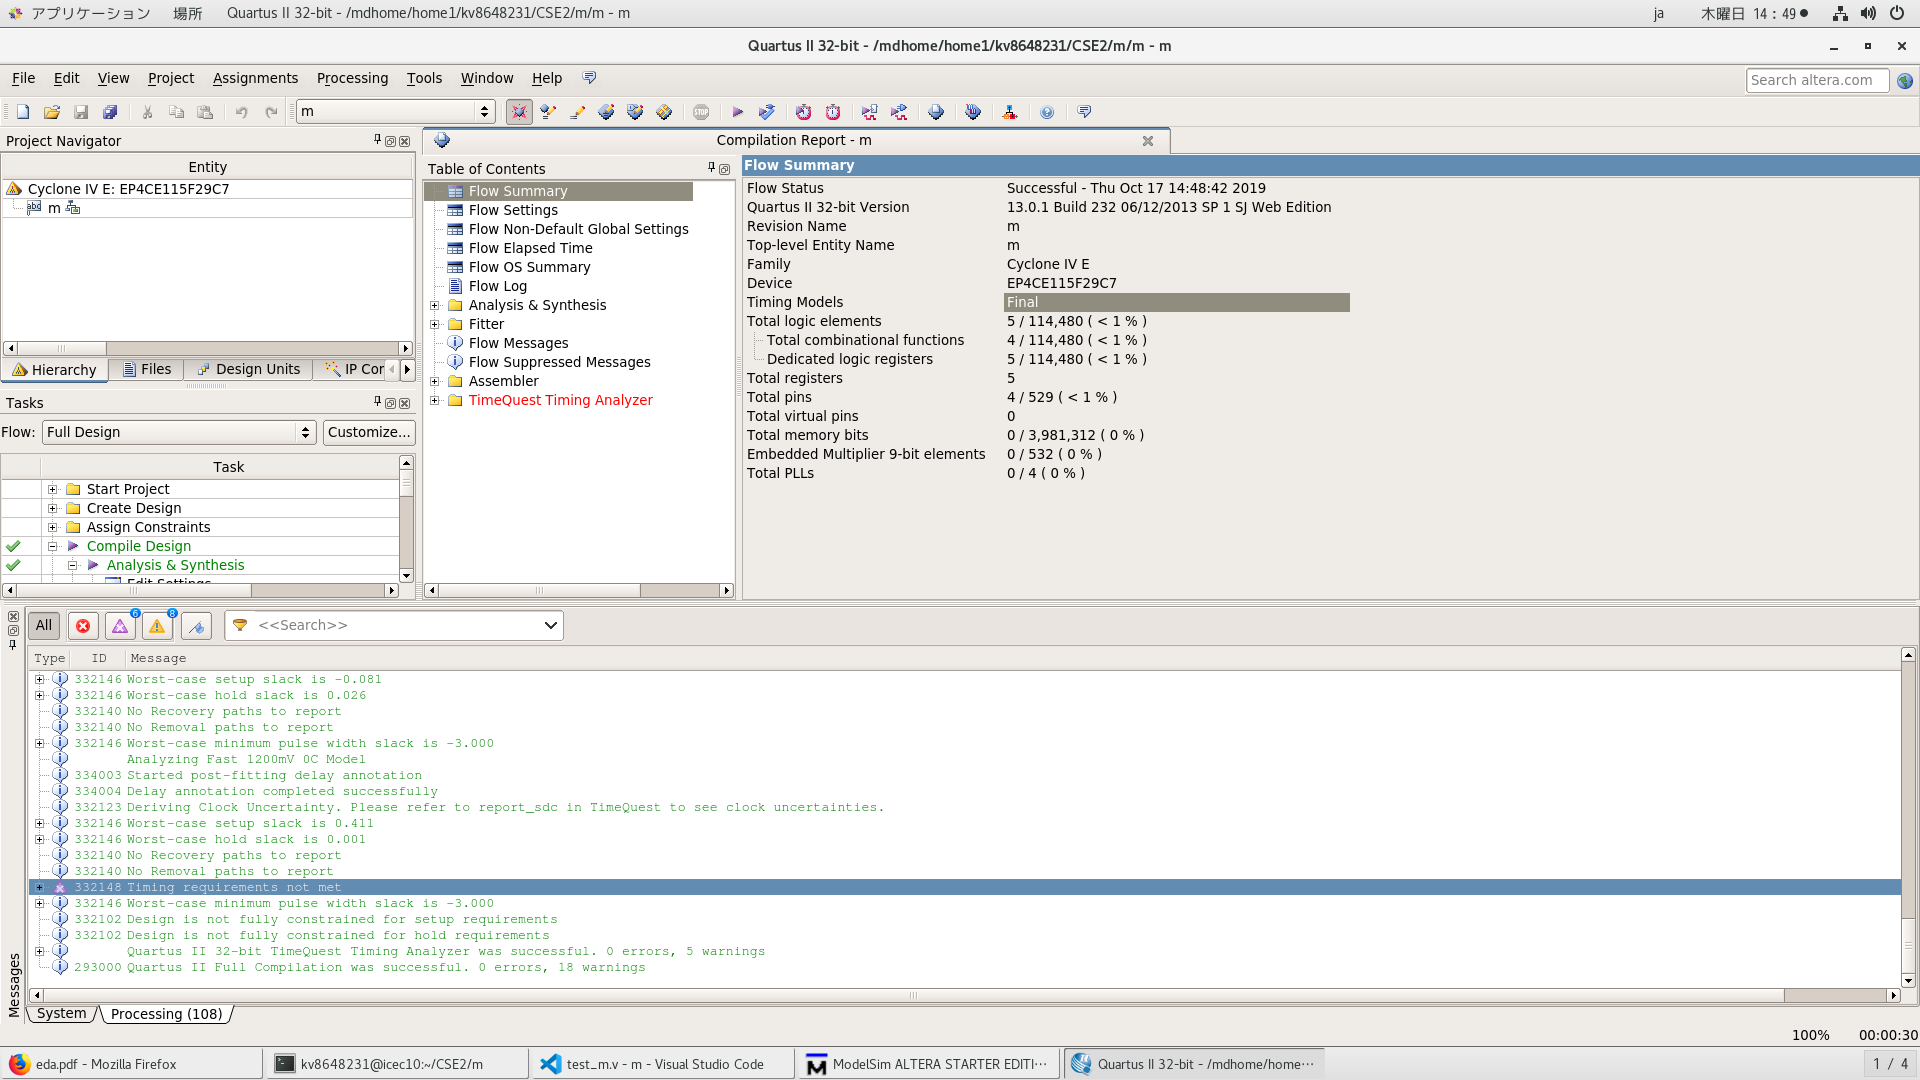 アプリケーション 場所 Quartus II 32-bit - /mdhome/home1/kv8648231/CSE2/m/m - m ja 木曜日 14：49●
Quartus II 32-bit - /mdhome/home1/kv8648231/CSE2/m/m - m
File Edit View Project Assignments Processing Tools Window Help Search altera.com
m
Project Navigator
Entity
Cyclone IV E: EP4CE115F29C7
abc m
Hierarchy Files Design Units IP Cor
Tasks
Flow: Full Design Customize...
Task
Start Project
Create Design
Assign Constraints
Compile Design
Analysis & Synthesis
Edit Settings
Compilation Report - m
Table of Contents
Flow Summary
Flow Settings
Flow Non-Default Global Settings
Flow Elapsed Time
Flow OS Summary
Flow Log
Analysis & Synthesis
Fitter
Flow Messages
Flow Suppressed Messages
Assembler
TimeQuest Timing Analyzer
Flow Summary
Flow Status Successful - Thu Oct 17 14:48:42 2019
Quartus II 32-bit Version 13.0.1 Build 232 06/12/2013 SP 1 SJ Web Edition
Revision Name m
Top-level Entity Name m
Family Cyclone IV E
Device EP4CE115F29C7
Timing Models Final
Total logic elements 5 / 114,480 ( < 1 % )
Total combinational functions 4 / 114,480 ( < 1 % )
Dedicated logic registers 5 / 114,480 ( < 1 % )
Total registers 5
Total pins 4 / 529 ( < 1 % )
Total virtual pins 0
Total memory bits 0 / 3,981,312 ( 0 % )
Embedded Multiplier 9-bit elements 0 / 532 ( 0 % )
Total PLLs 0 / 4 ( 0 % )
All 6 8 <<Search>>
Type ID Message
332146 Worst-case setup slack is -0.081
332146 Worst-case hold slack is 0.026
332140 No Recovery paths to report
332140 No Removal paths to report
332146 Worst-case minimum pulse width slack is -3.000
Analyzing Fast 1200mV 0C Model
334003 Started post-fitting delay annotation
334004 Delay annotation completed successfully
332123 Deriving Clock Uncertainty. Please refer to report_sdc in TimeQuest to see clock uncertainties.
332146 Worst-case setup slack is 0.411
332146 Worst-case hold slack is 0.001
332140 No Recovery paths to report
332140 No Removal paths to report
332148 Timing requirements not met
332146 Worst-case minimum pulse width slack is -3.000
332102 Design is not fully constrained for setup requirements
332102 Design is not fully constrained for hold requirements
Quartus II 32-bit TimeQuest Timing Analyzer was successful. 0 errors, 5 warnings
293000 Quartus II Full Compilation was successful. 0 errors, 18 warnings
Messages
System Processing (108)
100% 00:00:30
eda.pdf - Mozilla Firefox kv8648231@icec10:~/CSE2/m test_m.v - m - Visual Studio Code ModelSim ALTERA STARTER EDITI··· Quartus II 32-bit - /mdhome/home··· 1 / 4